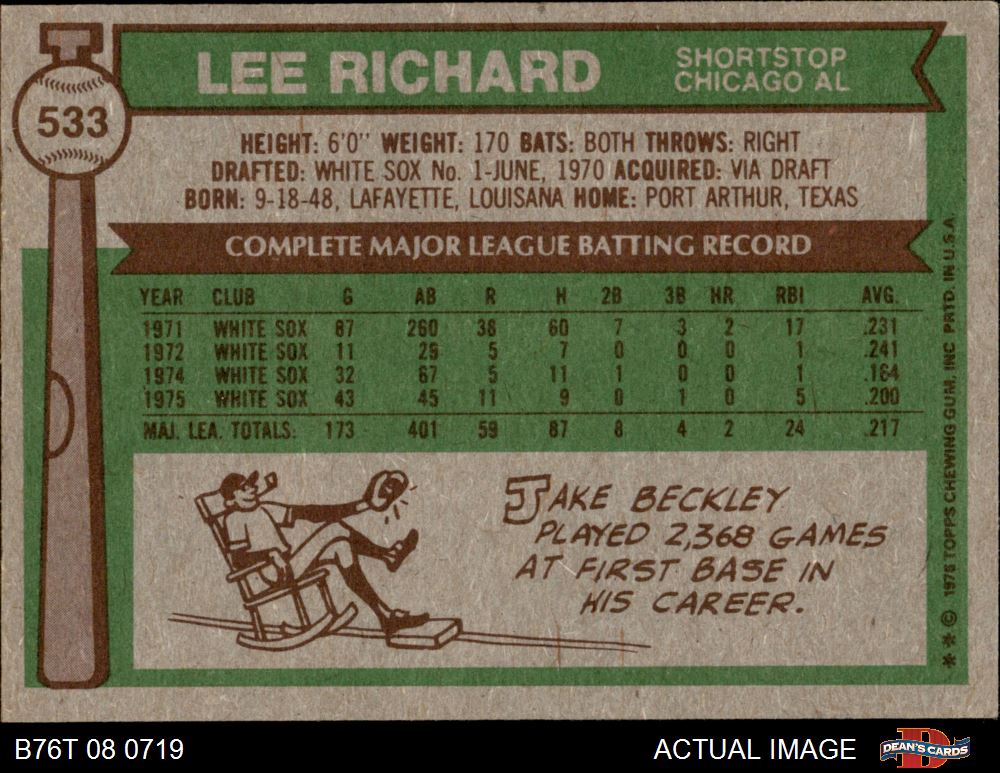 533
LEE RICHARD
SHORTSTOP
CHICAGO AL
HEIGHT: 6'0" WEIGHT: 170 BATS: BOTH THROWS: RIGHT
DRAFTED: WHITE SOX No. 1-JUNE, 1970 ACQUIRED: VIA DRAFT
BORN: 9-18-48, LAFAYETTE, LOUISANA HOME: PORT ARTHUR, TEXAS
COMPLETE MAJOR LEAGUE BATTING RECORD
YEAR CLUB G AB R H 2B 3B HR RBI AVG.
1971 WHITE SOX 87 260 38 60 7 3 2 17 .231
1972 WHITE SOX 11 29 5 7 0 0 0 1 .241
1974 WHITE SOX 32 67 5 11 1 0 0 1 .164
1975 WHITE SOX 43 45 11 9 0 1 0 5 .200
MAJ. LEA. TOTALS: 173 401 59 87 8 4 2 24 .217
JAKE BECKLEY
PLAYED 2,368 GAMES
AT FIRST BASE IN
HIS CAREER.
** © 1976 TOPPS CHEWING GUM, INC PRTD. IN U.S.A.
B76T 08 0719
ACTUAL IMAGE
DEAN'S CARDS